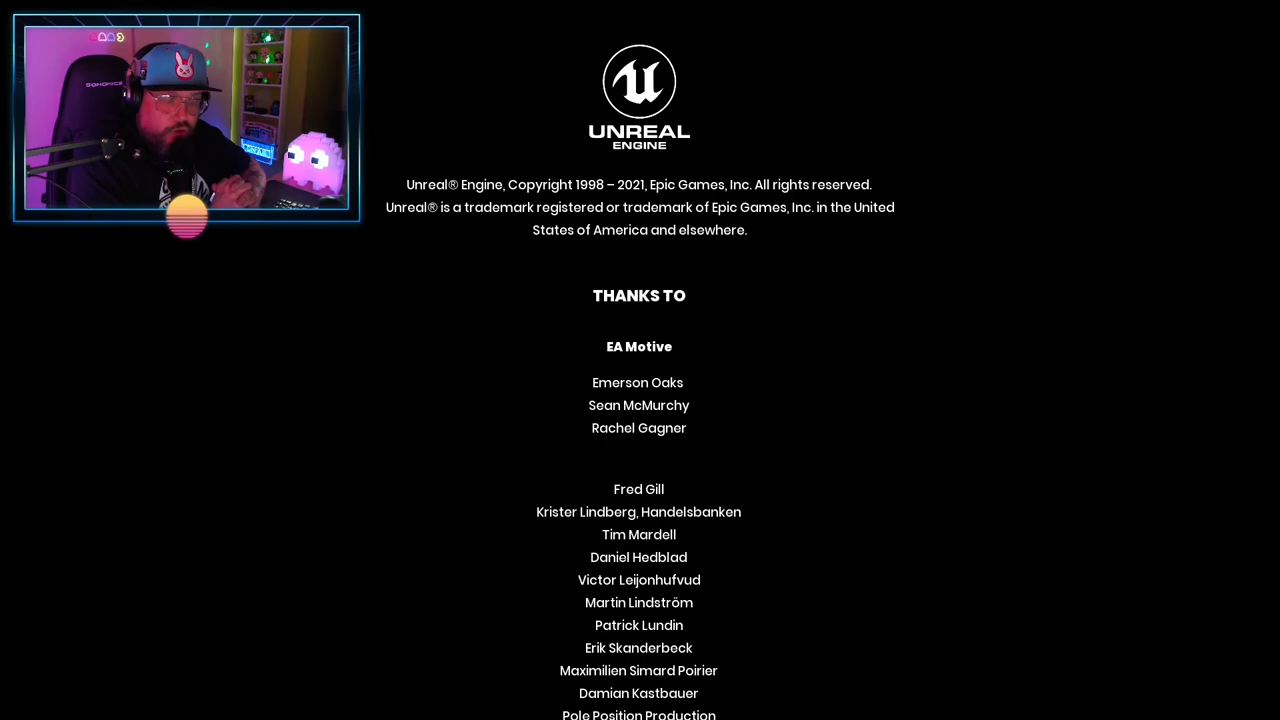 UNREAL
ENGINE
Unreal® Engine, Copyright 1998 – 2021, Epic Games, Inc. All rights reserved.
Unreal® is a trademark registered or trademark of Epic Games, Inc. in the United
States of America and elsewhere.
THANKS TO
EA Motive
Emerson Oaks
Sean McMurchy
Rachel Gagner
Fred Gill
Krister Lindberg, Handelsbanken
Tim Mardell
Daniel Hedblad
Victor Leijonhufvud
Martin Lindström
Patrick Lundin
Erik Skanderbeck
Maximilien Simard Poirier
Damian Kastbauer
Pole Position Production